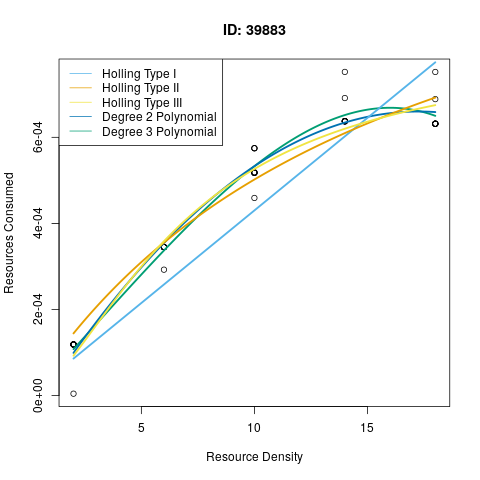 ID: 39883
Holling Type I
Holling Type II
Holling Type III
Degree 2 Polynomial
Degree 3 Polynomial
Resources Consumed
6e-04
4e-04
2e-04
0e+00
5 10 15
Resource Density